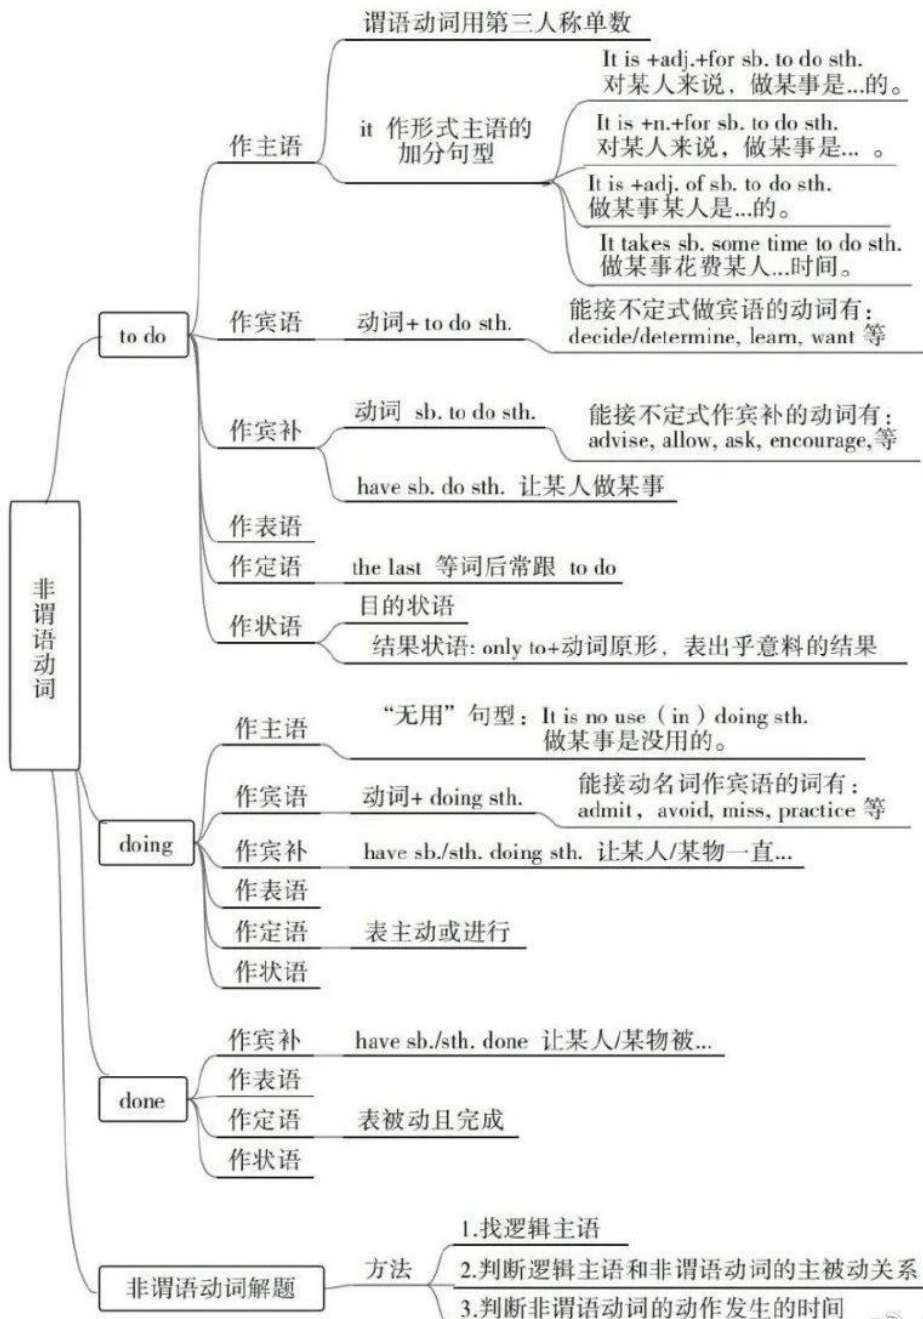 非谓语动词
to do
作主语
谓语动词用第三人称单数
it 作形式主语的
加分句型
It is +adj.+for sb. to do sth.
对某人来说，做某事是...的。
It is +n.+for sb. to do sth.
对某人来说，做某事是... 。
It is +adj. of sb. to do sth.
做某事某人是...的。
It takes sb. some time to do sth.
做某事花费某人...时间。
作宾语
动词+ to do sth.
能接不定式做宾语的动词有：
decide/determine, learn, want 等
作宾补
动词 sb. to do sth.
能接不定式作宾补的动词有：
advise, allow, ask, encourage,等
have sb. do sth. 让某人做某事
作表语
作定语
the last 等词后常跟 to do
作状语
目的状语
结果状语: only to+动词原形，表出乎意料的结果
doing
作主语
“无用”句型：It is no use（in）doing sth.
做某事是没用的。
作宾语
动词+ doing sth.
能接动名词作宾语的词有：
admit，avoid, miss, practice 等
作宾补
have sb./sth. doing sth. 让某人/某物一直...
作表语
作定语
表主动或进行
作状语
done
作宾补
have sb./sth. done 让某人/某物被...
作表语
作定语
表被动且完成
作状语
非谓语动词解题
方法
1.找逻辑主语
2.判断逻辑主语和非谓语动词的主被动关系
3.判断非谓语动词的动作发生的时间